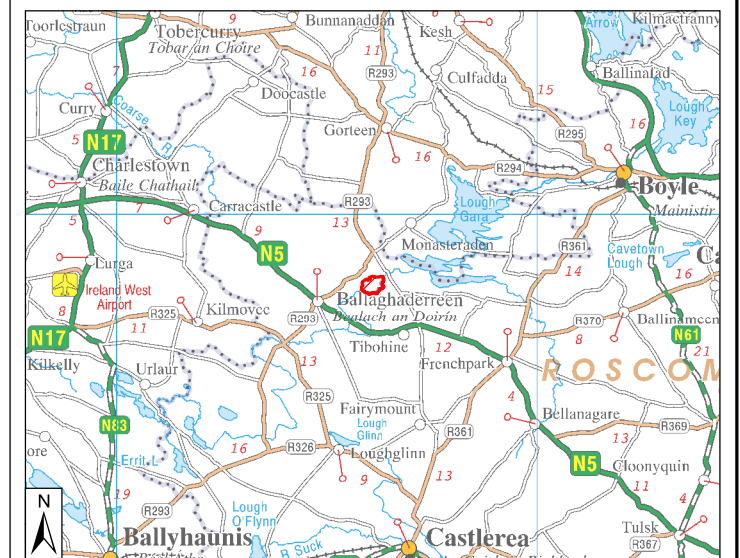 Toorlestraun
Tobercurry
Tobar an Choire
9
Bunnanaddan
Kesh
6
Lough
Arrow
Kilmactranny
11
R293
16
Culfadda
Ballinafad
7
Doocastle
15
Curry
Coarse R
Lough
Key
N17
5
Gorteen
16
R295
16
R294
Charlestown
Baile Chathail
Boyle
Mainistir
R293
Lough
Gara
7
Carracastle
13
5
9
Monasteraden
R361
Cavetown
Lough
N5
Lurga
14
16
Ireland West
Airport
Ballaghaderreen
Bealach an Doirín
8
R325
11
Kilmovee
R293
R370
Ballinameen
N17
Tibohine
12
8
N61
13
Frenchpark
21
Kilkelly
Urlaur
ROSCOM
R325
4
Fairymount
Bellanagare
N83
Lough
Glinn
R361
R369
13
16
R326
Loughglinn
N5
Cloonyquin
Errit L
9
13
11
19
4
N
R293
Lough
O'Flynn
Tulsk
R367
Ballyhaunis
R Suck
Castlerea